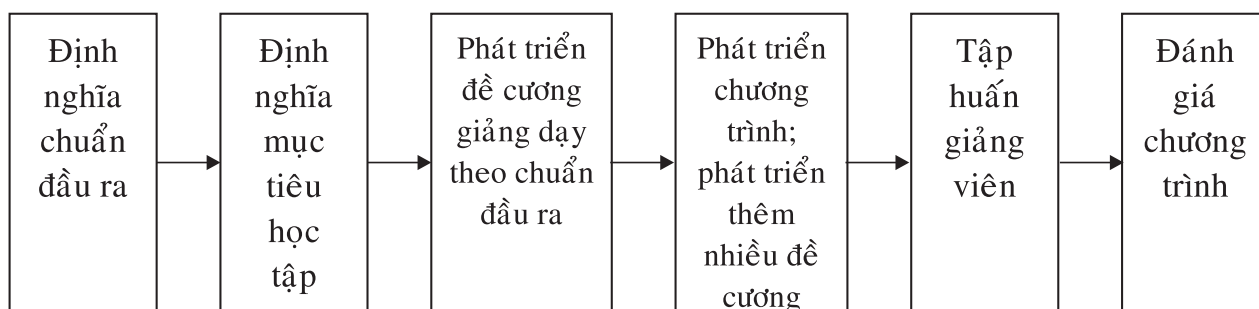 Định
nghĩa
chuẩn
đầu ra
Định
nghĩa
mục
tiêu
học
tập
Phát triển
đề cương
giảng dạy
theo chuẩn
đầu ra
Phát triển
chương
trình;
phát triển
thêm
nhiều đề
cương
Tập
huấn
giảng
viên
Đánh
giá
chương
trình